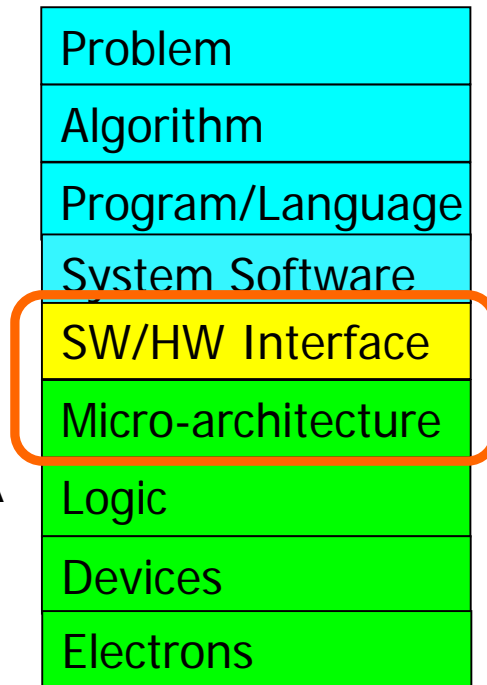 Problem
Algorithm
Program/Language
System Software
SW/HW Interface
Micro-architecture
Logic
Devices
Electrons